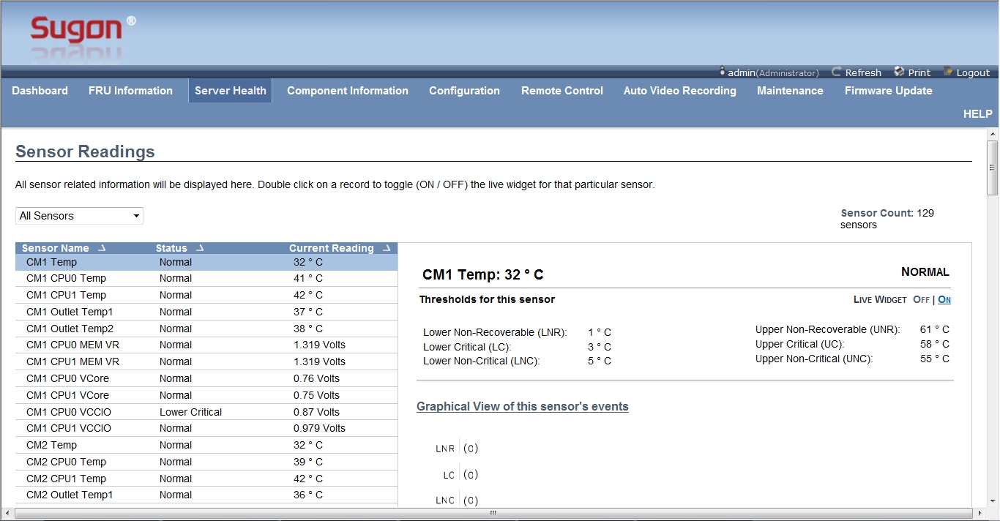 Sugon®
admin(Administrator) Refresh Print Logout
Dashboard FRU Information Server Health Component Information Configuration Remote Control Auto Video Recording Maintenance Firmware Update
HELP
Sensor Readings
All sensor related information will be displayed here. Double click on a record to toggle (ON / OFF) the live widget for that particular sensor.
All Sensors
Sensor Count: 129
sensors
Sensor Name Status Current Reading
CM1 Temp Normal 32 ° C
CM1 CPU0 Temp Normal 41 ° C
CM1 CPU1 Temp Normal 42 ° C
CM1 Outlet Temp1 Normal 37 ° C
CM1 Outlet Temp2 Normal 38 ° C
CM1 CPU0 MEM VR Normal 1.319 Volts
CM1 CPU1 MEM VR Normal 1.319 Volts
CM1 CPU0 VCore Normal 0.76 Volts
CM1 CPU1 VCore Normal 0.75 Volts
CM1 CPU0 VCCIO Lower Critical 0.87 Volts
CM1 CPU1 VCCIO Normal 0.979 Volts
CM2 Temp Normal 32 ° C
CM2 CPU0 Temp Normal 39 ° C
CM2 CPU1 Temp Normal 42 ° C
CM2 Outlet Temp1 Normal 36 ° C
CM1 Temp: 32 ° C NORMAL
Thresholds for this sensor LIVE WIDGET OFF | ON
Lower Non-Recoverable (LNR): 1 ° C
Lower Critical (LC): 3 ° C
Lower Non-Critical (LNC): 5 ° C
Upper Non-Recoverable (UNR): 61 ° C
Upper Critical (UC): 58 ° C
Upper Non-Critical (UNC): 55 ° C
Graphical View of this sensor's events
LNR (0)
LC (0)
LNC (0)